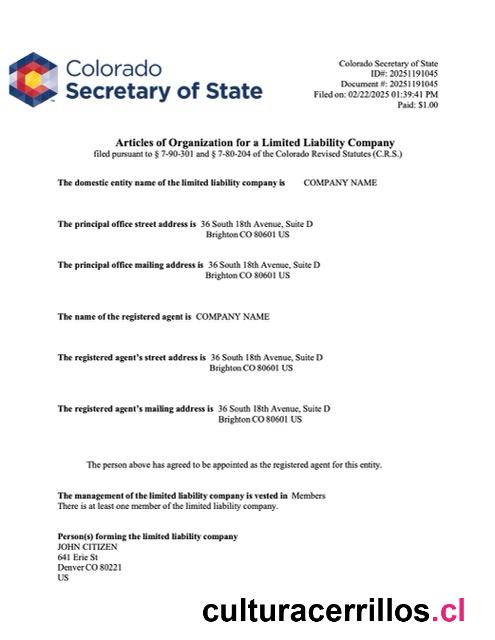 Colorado
Secretary of State
Colorado Secretary of State
ID#: 20251191045
Document #: 20251191045
Filed on: 02/22/2025 01:39:41 PM
Paid: $1.00
Articles of Organization for a Limited Liability Company
filed pursuant to § 7-90-301 and § 7-80-204 of the Colorado Revised Statutes (C.R.S.)
The domestic entity name of the limited liability company is COMPANY NAME
The principal office street address is 36 South 18th Avenue, Suite D
Brighton CO 80601 US
The principal office mailing address is 36 South 18th Avenue, Suite D
Brighton CO 80601 US
The name of the registered agent is COMPANY NAME
The registered agent's street address is 36 South 18th Avenue, Suite D
Brighton CO 80601 US
The registered agent's mailing address is 36 South 18th Avenue, Suite D
Brighton CO 80601 US
The person above has agreed to be appointed as the registered agent for this entity.
The management of the limited liability company is vested in Members
There is at least one member of the limited liability company.
Person(s) forming the limited liability company
JOHN CITIZEN
641 Erie St
Denver CO 80221
US
culturacerrillos.cl